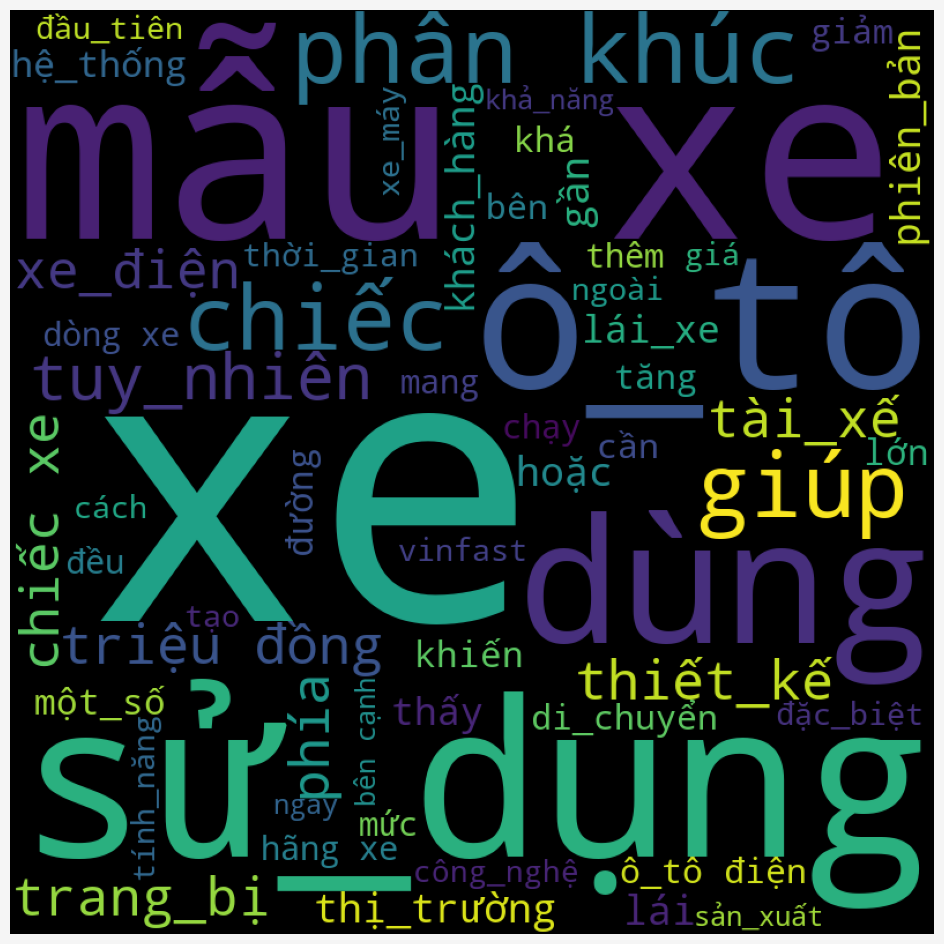 đầu_tiên
phân khúc
giảm
hệ_thống
mẫu xe
xe_máy
khách_hàng
khả_năng
khá
gần
phiên_bản
bên
xe_điện
thời_gian
thêm
giá
ô_tô
chiếc
ngoài
dòng xe
lái_xe
tuy_nhiên
mang
tăng
xe
chiếc xe
chạy
cần
tài_xế
lớn
hoặc
giúp
cách
đường
đều
vinfast
dùng
tạo
triệu đồng
khiến
thiết_kế
một_số
phía
bên cạnh
thấy
di_chuyển
đặc_biệt
sử_dụng
tính_năng
ngay
mức
hãng xe
công_nghệ
ô_tô điện
trang_bị
thị_trường
lái
sản_xuất